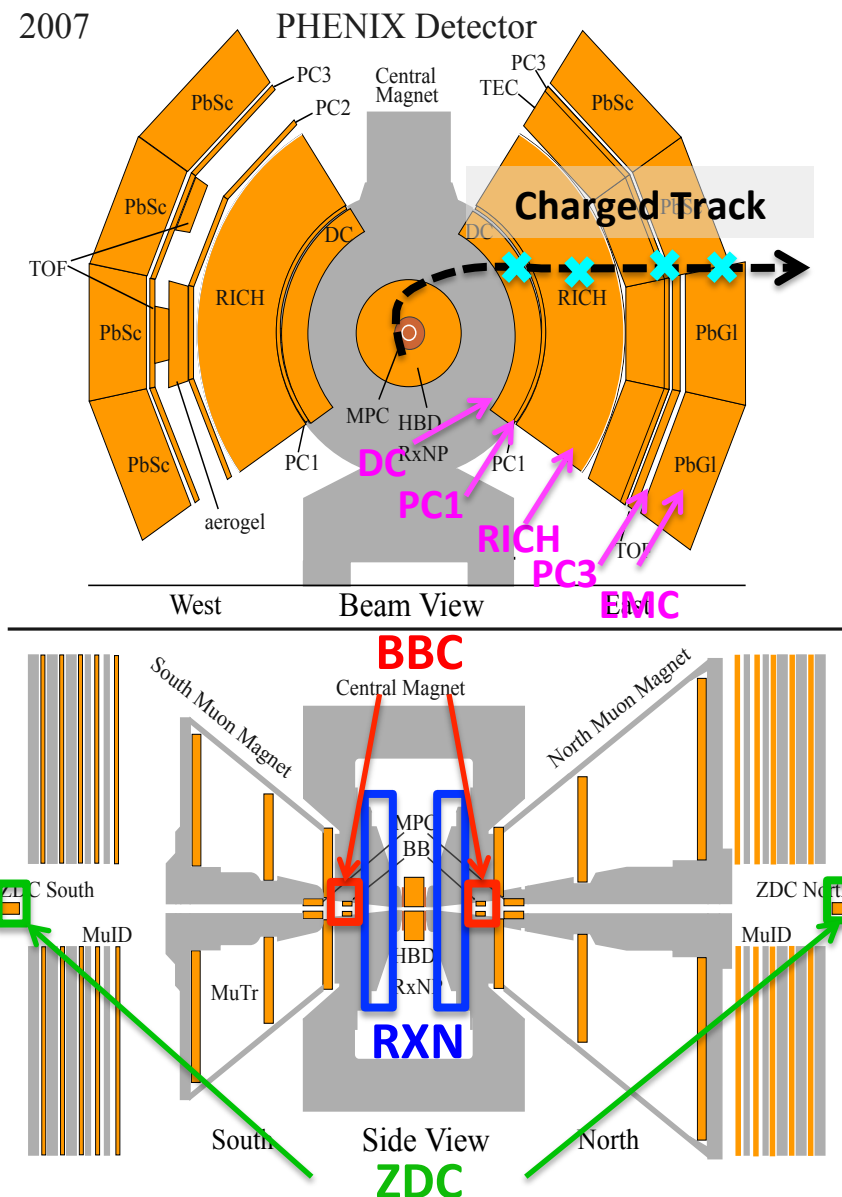 2007
PHENIX Detector
Central
Magnet
PC3
PC2
PbSc
PbSc
TOF
PbSc
PbSc
RICH
DC
PC1
aerogel
MPC
HBD
RxNP
PC3
TEC
PbSc
Charged Track
PbSc
DC
RICH
PbGl
PbGl
PC1
DC
PC1
RICH
TOF
PC3
EMC
West
Beam View
East
BBC
Central Magnet
South Muon Magnet
North Muon Magnet
MPC
BB
ZDC South
ZDC North
MuID
MuID
HBD
RxNP
MuTr
RXN
South
Side View
North
ZDC